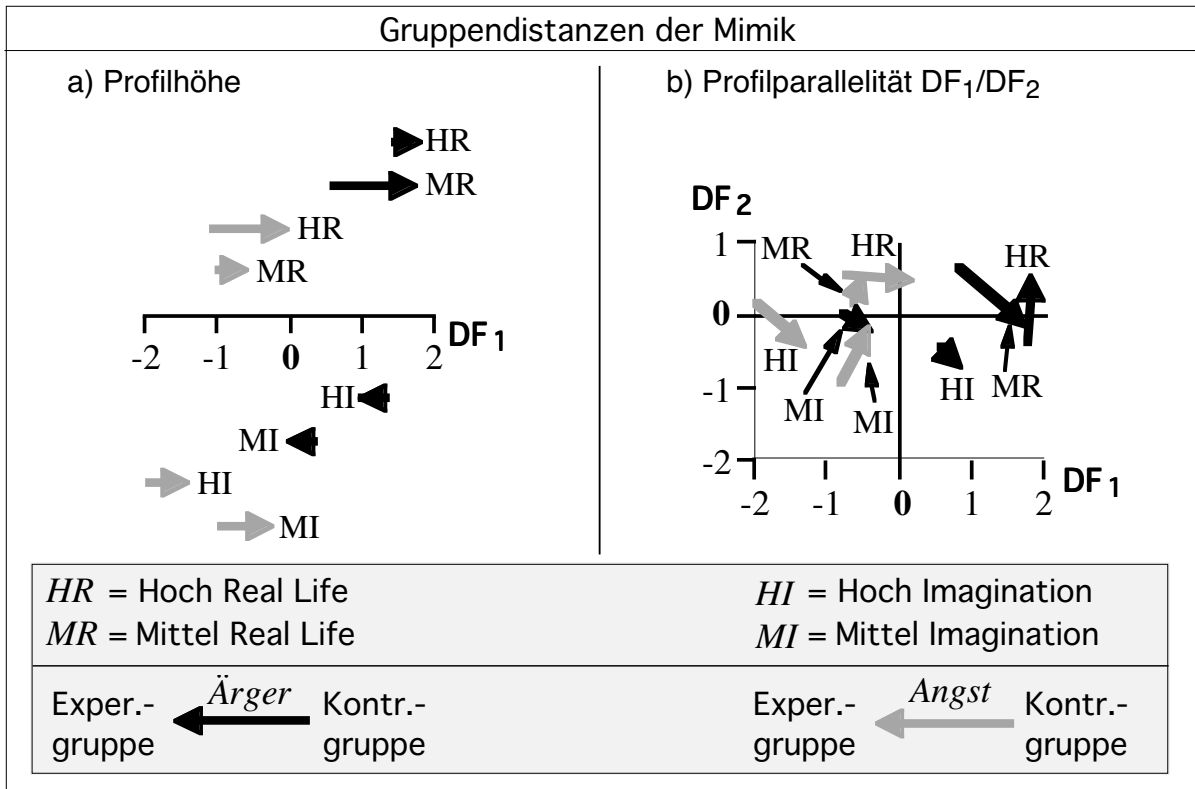 Gruppendistanzen der Mimik
a) Profilhöhe
HR
MR
HR
MR
-2 -1 0 1 2 DF1
HI
MI
HI
MI
b) Profilparallelität DF1/DF2
DF2
1
0
-1
-2
MR HR HR
HI MI MI HI MR
-2 -1 0 1 2 DF1
HR = Hoch Real Life
MR = Mittel Real Life
HI = Hoch Imagination
MI = Mittel Imagination
Exper.-
gruppe
Ärger
Kontr.-
gruppe
Exper.-
gruppe
Angst
Kontr.-
gruppe